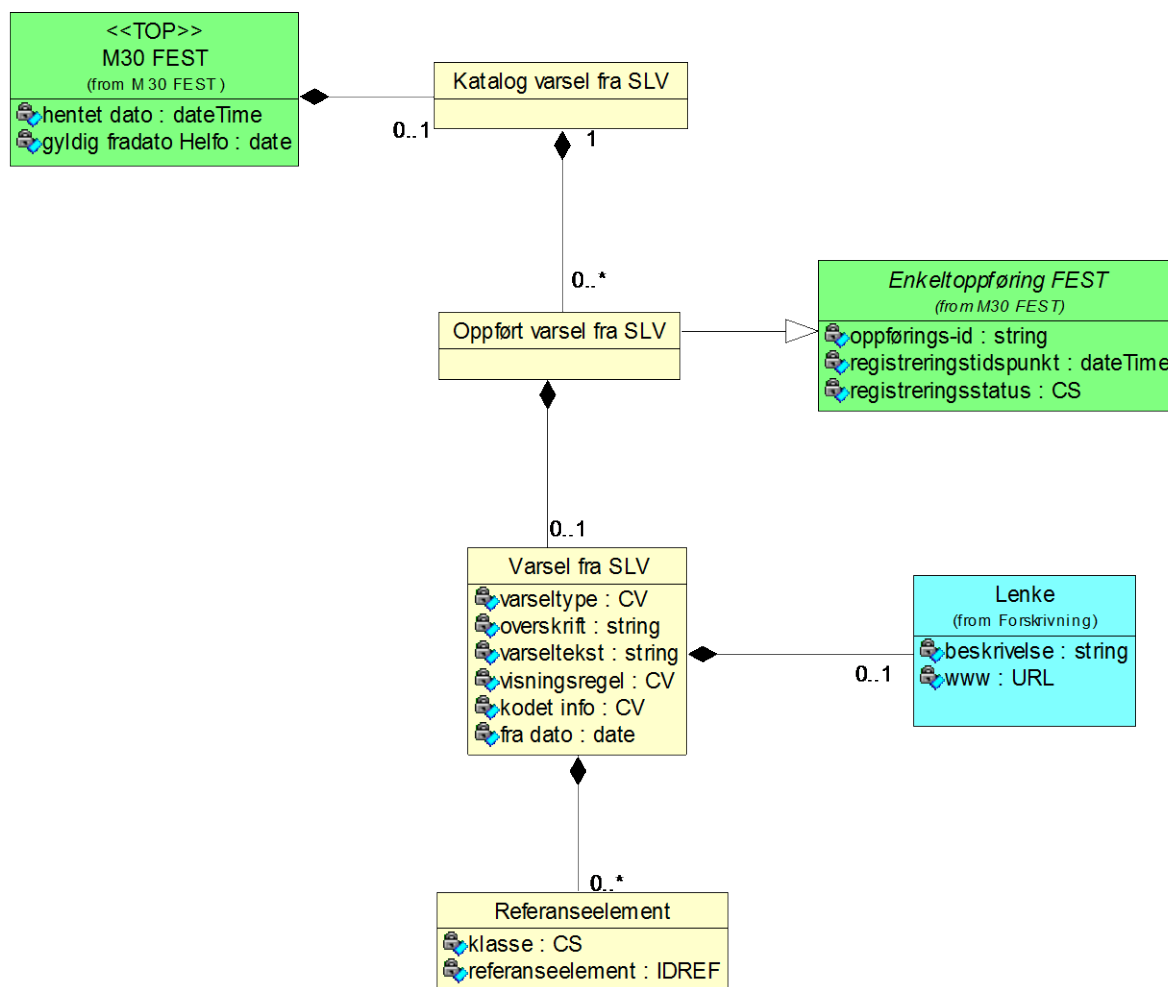 <<TOP>>
M30 FEST
(from M30 FEST)
hentet dato : dateTime
gyldig fradato Helfo : date
Katalog varsel fra SLV
0..1
1
0..*
Enkeltoppføring FEST
(from M30 FEST)
oppførings-id : string
registreringstidspunkt : dateTime
registreringsstatus : CS
Oppført varsel fra SLV
0..1
Varsel fra SLV
varseltype : CV
overskrift : string
varseltekst : string
visningsregel : CV
kodet info : CV
fra dato : date
Lenke
(from Forskrivning)
beskrivelse : string
www : URL
0..1
0..*
Referanseelement
klasse : CS
referanseelement : IDREF